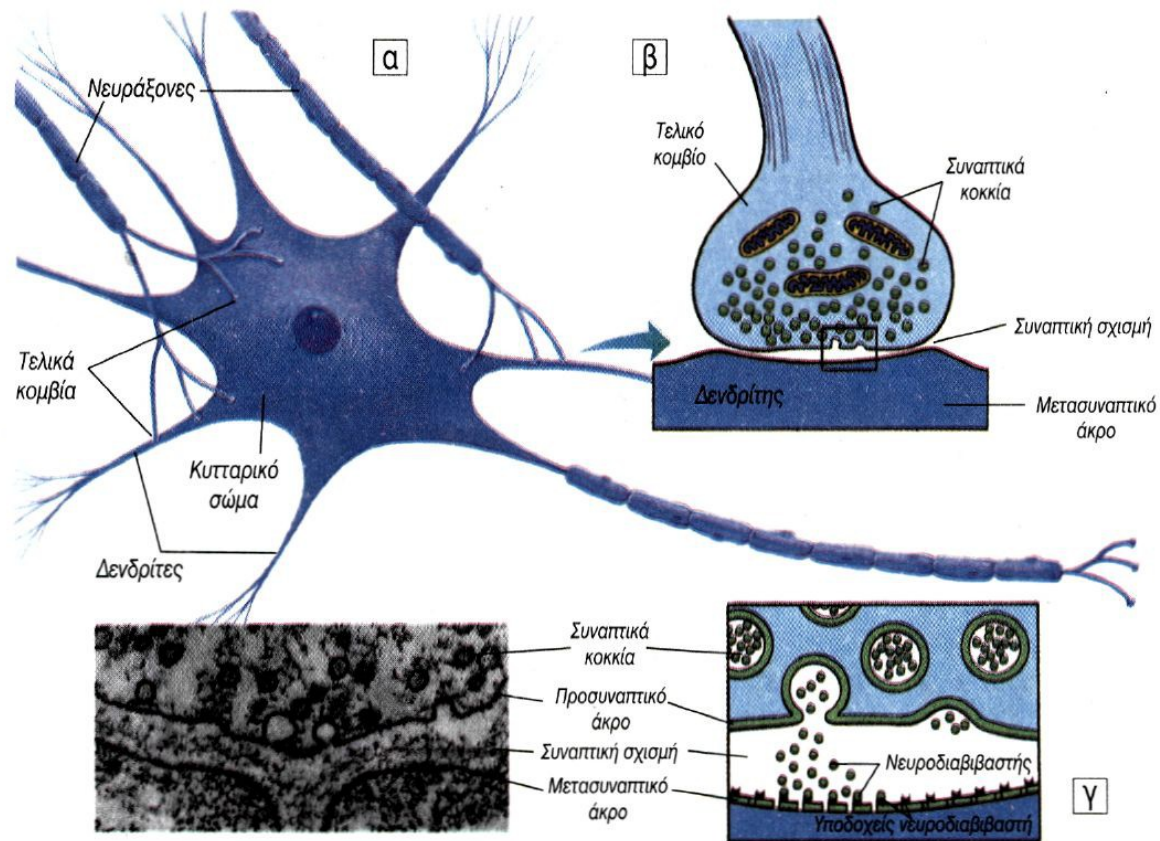 α
Νευράξονες
Τελικά
κομβία
Κυτταρικό
σώμα
Δενδρίτες
β
Τελικό
κομβίο
Συναπτικά
κοκκία
Συναπτική σχισμή
Δενδρίτης
Μετασυναπτικό
άκρο
Συναπτικά
κοκκία
Προσυναπτικό
άκρο
Συναπτική σχισμή
Μετασυναπτικό
άκρο
Νευροδιαβιβαστής
Υποδοχείς νευροδιαβιβαστή
γ